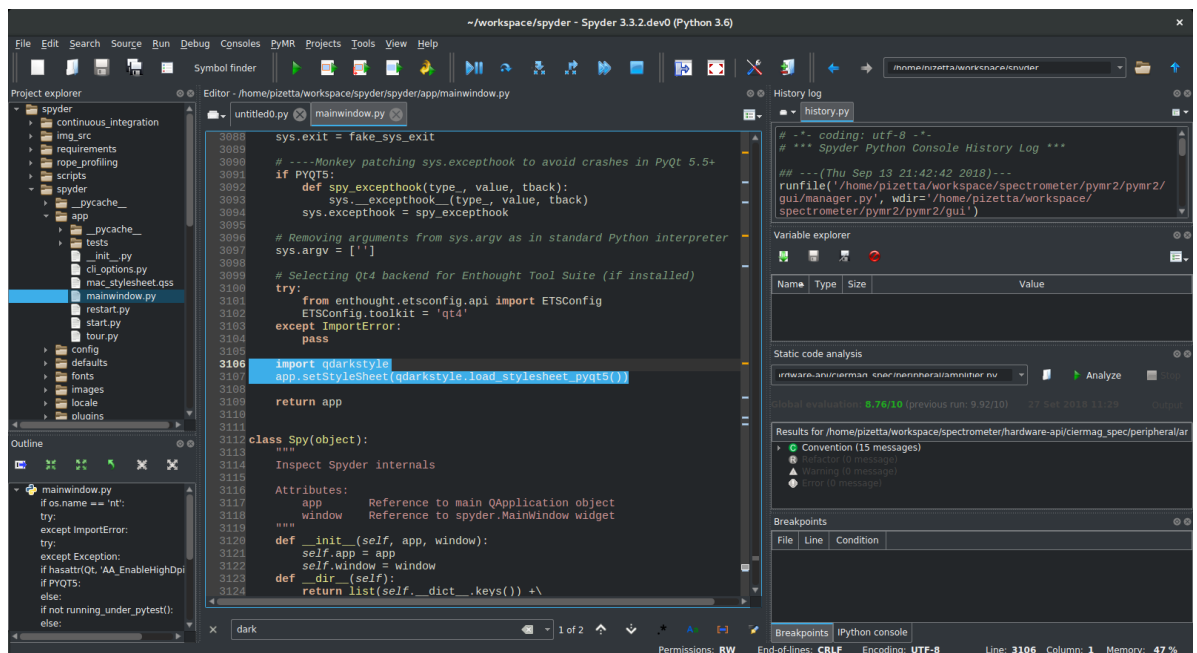 ~/workspace/spyder - Spyder 3.3.2.dev0 (Python 3.6)
File Edit Search Source Run Debug Consoles PyMR Projects Tools View Help
Symbol finder
/home/pizetta/workspace/spyder
Project explorer
spyder
continuous_integration
img_src
requirements
rope_profiling
scripts
spyder
__pycache__
app
__pycache__
tests
__init__.py
cli_options.py
mac_stylesheet.qss
mainwindow.py
restart.py
start.py
tour.py
config
defaults
fonts
images
locale
plugins
Outline
mainwindow.py
if os.name == 'nt':
try:
except ImportError:
try:
except Exception:
if hasattr(Qt, 'AA_EnableHighDpi
if PYQT5:
else:
if not running_under_pytest():
else:
Editor - /home/pizetta/workspace/spyder/spyder/app/mainwindow.py
untitled0.py mainwindow.py
3088 sys.exit = fake_sys_exit
3089
3090 # ----Monkey patching sys.excepthook to avoid crashes in PyQt 5.5+
3091 if PYQT5:
3092 def spy_excepthook(type_, value, tback):
3093 sys.__excepthook__(type_, value, tback)
3094 sys.excepthook = spy_excepthook
3095
3096 # Removing arguments from sys.argv as in standard Python interpreter
3097 sys.argv = ['']
3098
3099 # Selecting Qt4 backend for Enthought Tool Suite (if installed)
3100 try:
3101 from enthought.etsconfig.api import ETSConfig
3102 ETSConfig.toolkit = 'qt4'
3103 except ImportError:
3104 pass
3105
3106 import qdarkstyle
3107 app.setStyleSheet(qdarkstyle.load_stylesheet_pyqt5())
3108
3109 return app
3110
3111
3112 class Spy(object):
3113 """
3114 Inspect Spyder internals
3115
3116 Attributes:
3117 app Reference to main QApplication object
3118 window Reference to spyder.MainWindow widget
3119 """
3120 def __init__(self, app, window):
3121 self.app = app
3122 self.window = window
3123 def __dir__(self):
3124 return list(self.__dict__.keys()) +\
dark 1 of 2
History log
history.py
# -*- coding: utf-8 -*-
# *** Spyder Python Console History Log ***
## ---(Thu Sep 13 21:42:42 2018)---
runfile('/home/pizetta/workspace/spectrometer/pymr2/pymr2/
gui/manager.py', wdir='/home/pizetta/workspace/
spectrometer/pymr2/pymr2/gui')
Variable explorer
Name Type Size Value
Static code analysis
irdware-api/ciermag_spec/peripheral/amplifier.py Analyze Stop
Global evaluation: 8.76/10 (previous run: 9.92/10) 27 Set 2018 11:29 Output
Results for /home/pizetta/workspace/spectrometer/hardware-api/ciermag_spec/peripheral/ar
Convention (15 messages)
Refactor (0 message)
Warning (0 message)
Error (0 message)
Breakpoints
File Line Condition
Breakpoints IPython console
Permissions: RW End-of-lines: CRLF Encoding: UTF-8 Line: 3106 Column: 1 Memory: 47 %